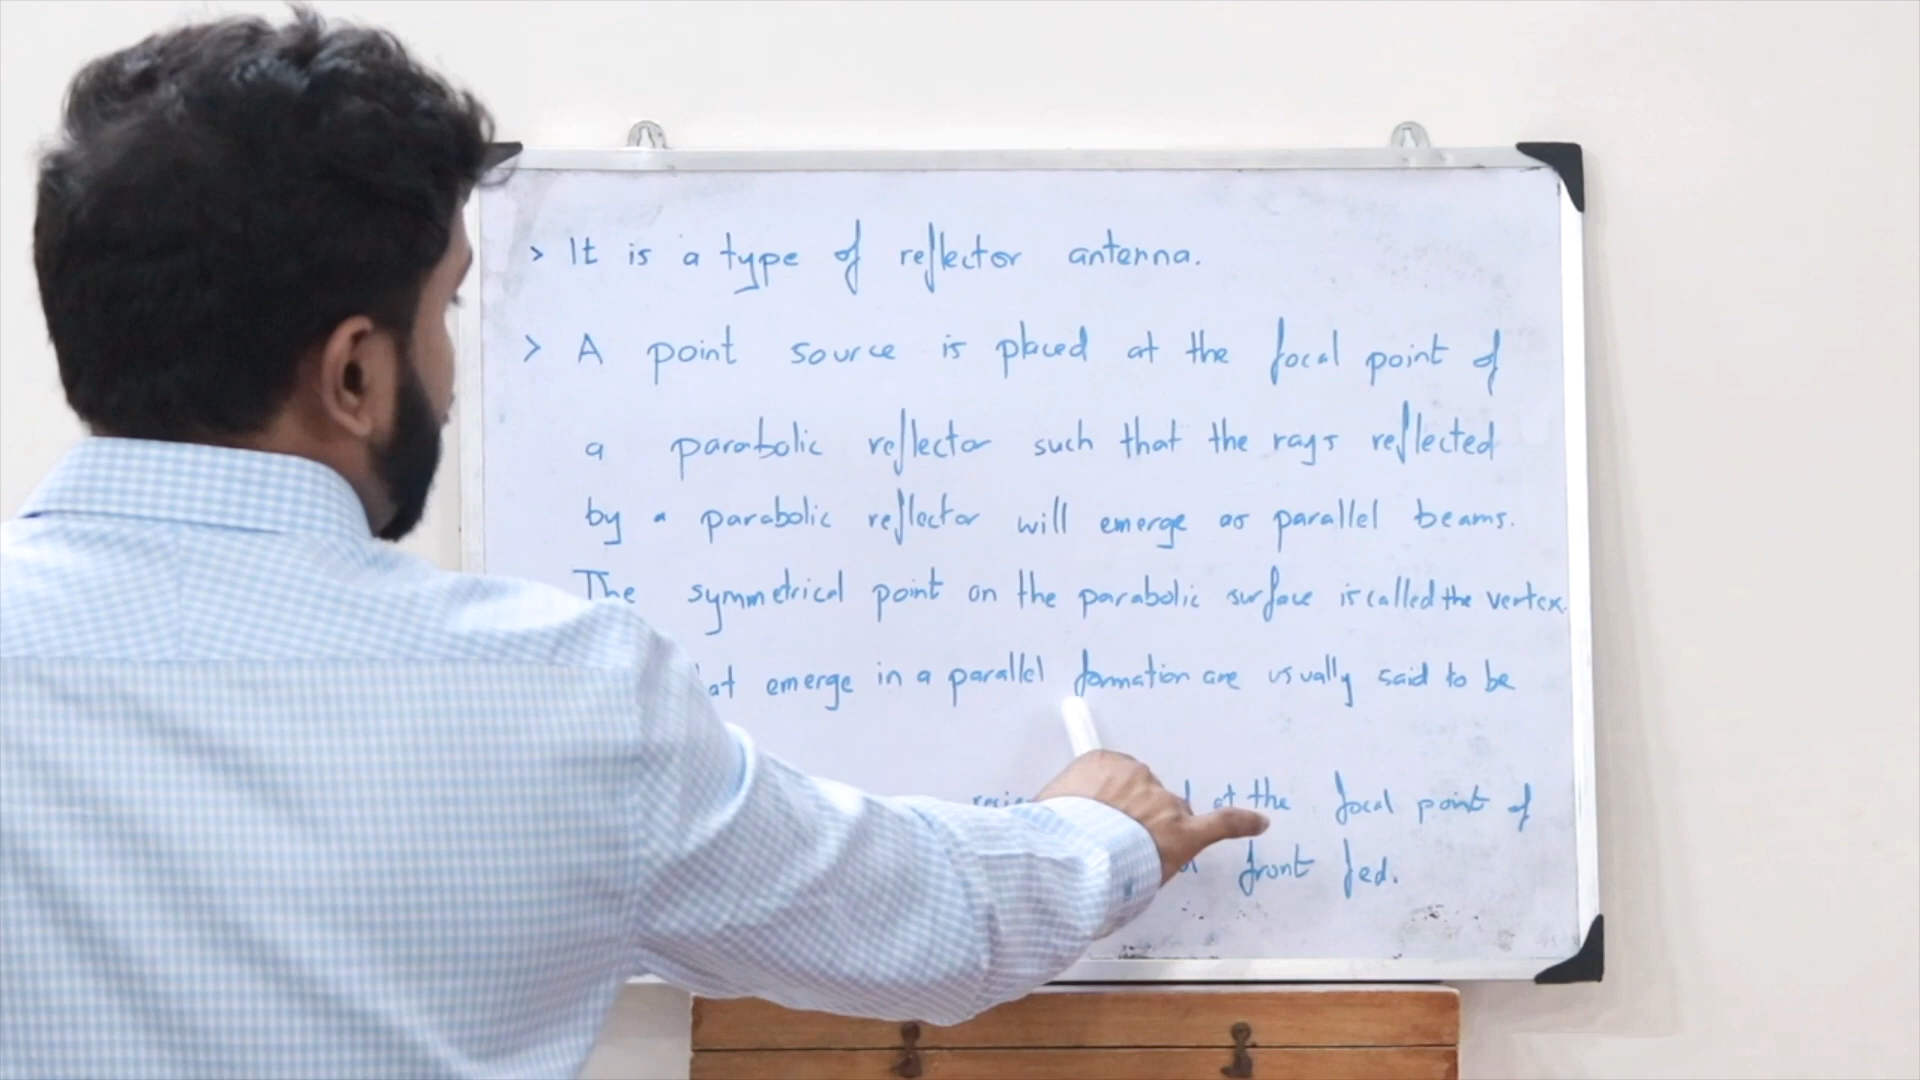 > It is a type of reflector antenna.
> A point source is placed at the focal point of
a parabolic reflector such that the rays reflected
by a parabolic reflector will emerge as parallel beams.
The symmetrical point on the parabolic surface is called the vertex.
emerge in a parallel formation are usually said to be
at the focal point of
front fed.